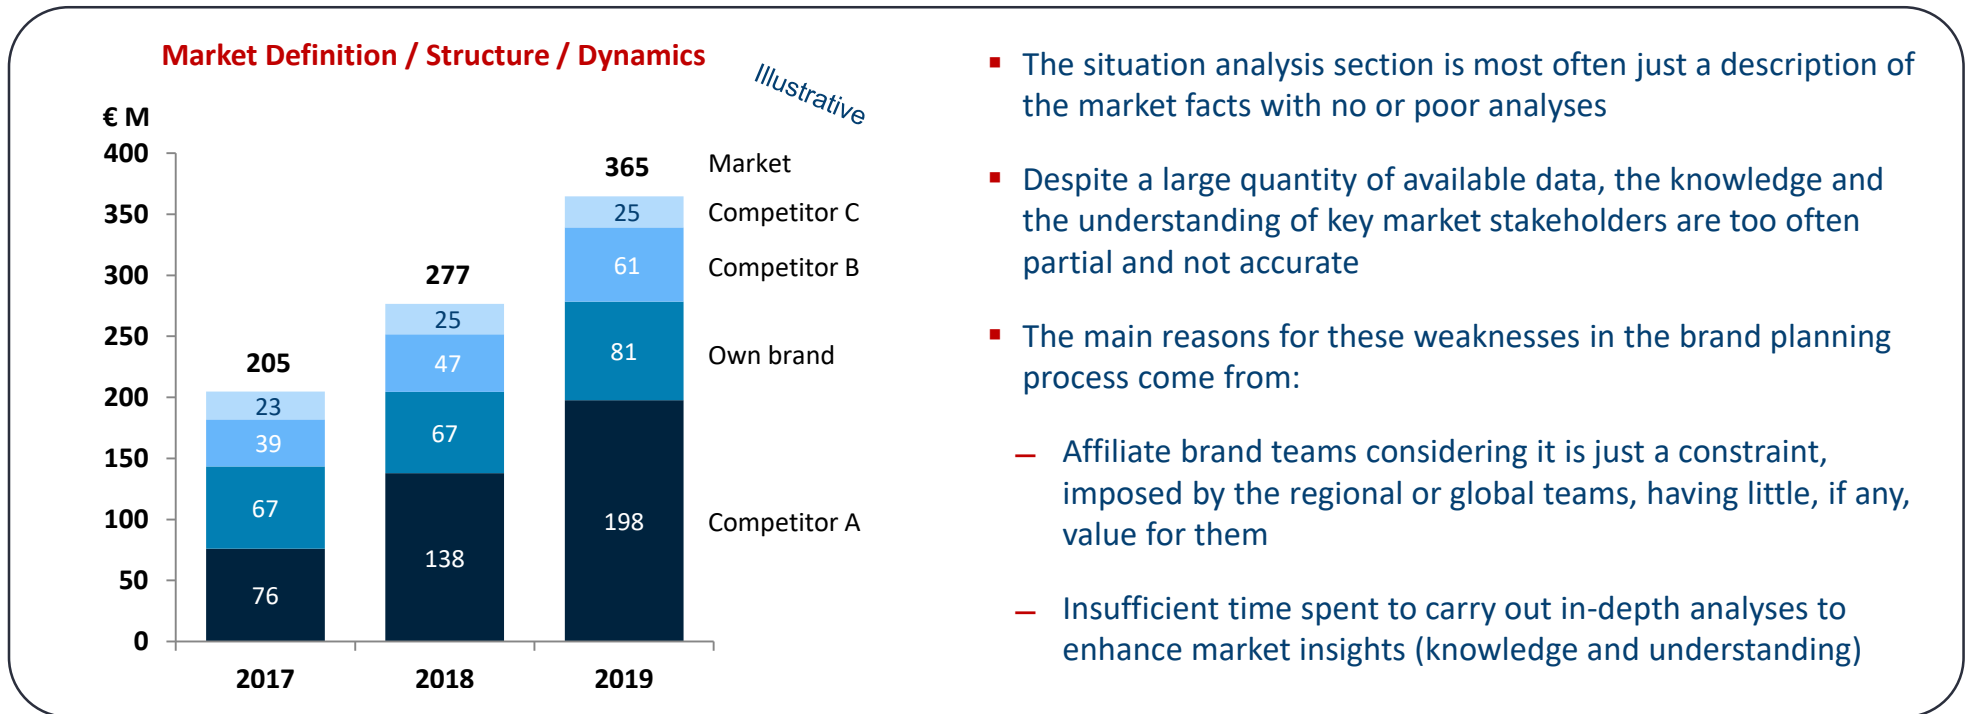 Market Definition / Structure / Dynamics
Illustrative
€ M
400
350
300
250
200
150
100
50
0
205
23
39
67
76
277
25
47
67
138
365
25
61
81
198
Market
Competitor C
Competitor B
Own brand
Competitor A
2017
2018
2019
▪ The situation analysis section is most often just a description of
the market facts with no or poor analyses
▪ Despite a large quantity of available data, the knowledge and
the understanding of key market stakeholders are too often
partial and not accurate
▪ The main reasons for these weaknesses in the brand planning
process come from:
– Affiliate brand teams considering it is just a constraint,
imposed by the regional or global teams, having little, if any,
value for them
– Insufficient time spent to carry out in-depth analyses to
enhance market insights (knowledge and understanding)